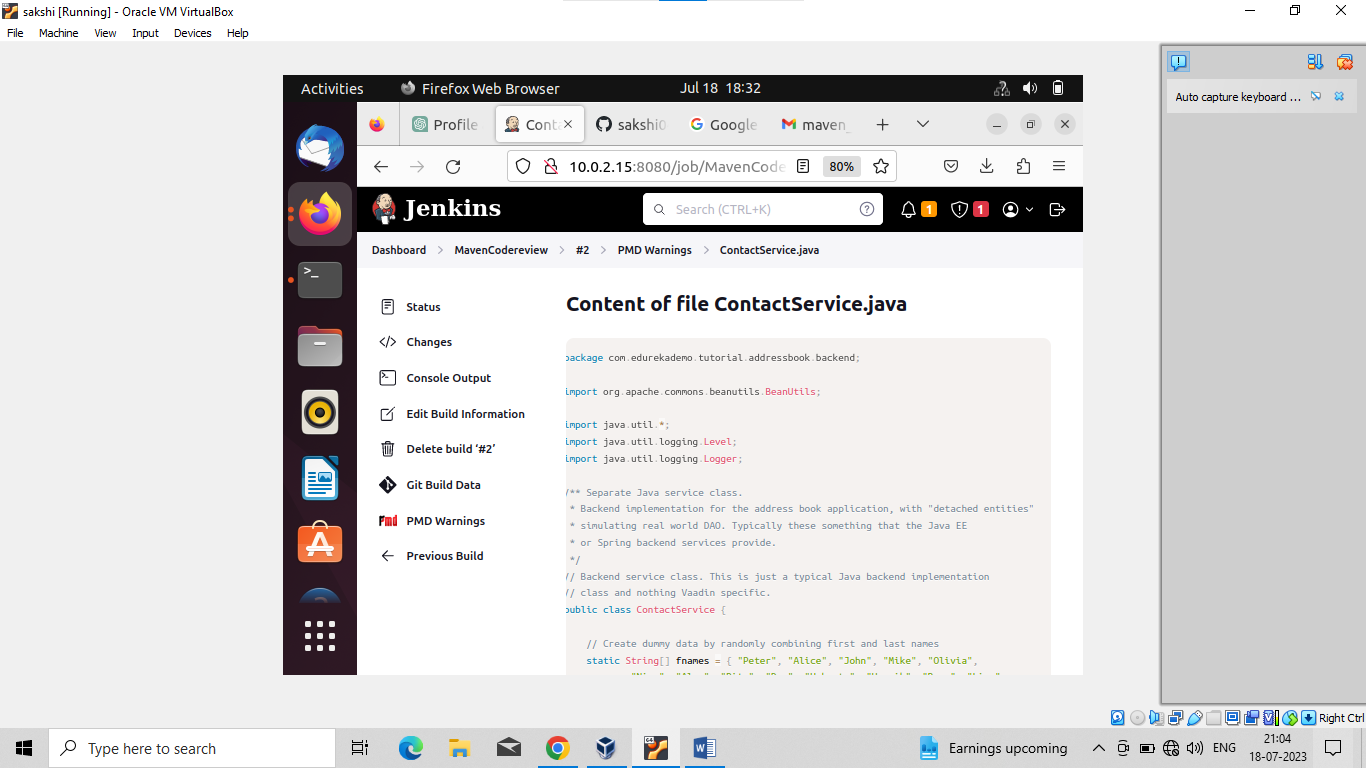 sakshi [Running] - Oracle VM VirtualBox
File Machine View Input Devices Help
Auto capture keyboard ...
Activities Firefox Web Browser Jul 18 18:32
Profile Cont sakshi Google maven_
10.0.2.15:8080/job/MavenCode 80%
Jenkins Search (CTRL+K) 1 1
Dashboard MavenCodereview #2 PMD Warnings ContactService.java
Status
Changes
Console Output
Edit Build Information
Delete build ‘#2’
Git Build Data
PMD Warnings
Previous Build
Content of file ContactService.java
package com.edurekademo.tutorial.addressbook.backend;
import org.apache.commons.beanutils.BeanUtils;
import java.util.*;
import java.util.logging.Level;
import java.util.logging.Logger;
/** Separate Java service class.
* Backend implementation for the address book application, with "detached entities"
* simulating real world DAO. Typically these something that the Java EE
* or Spring backend services provide.
*/
// Backend service class. This is just a typical Java backend implementation
// class and nothing Vaadin specific.
public class ContactService {
// Create dummy data by randomly combining first and last names
static String[] fnames = { "Peter", "Alice", "John", "Mike", "Olivia",
Right Ctrl
Type here to search
Earnings upcoming
ENG
21:04
18-07-2023